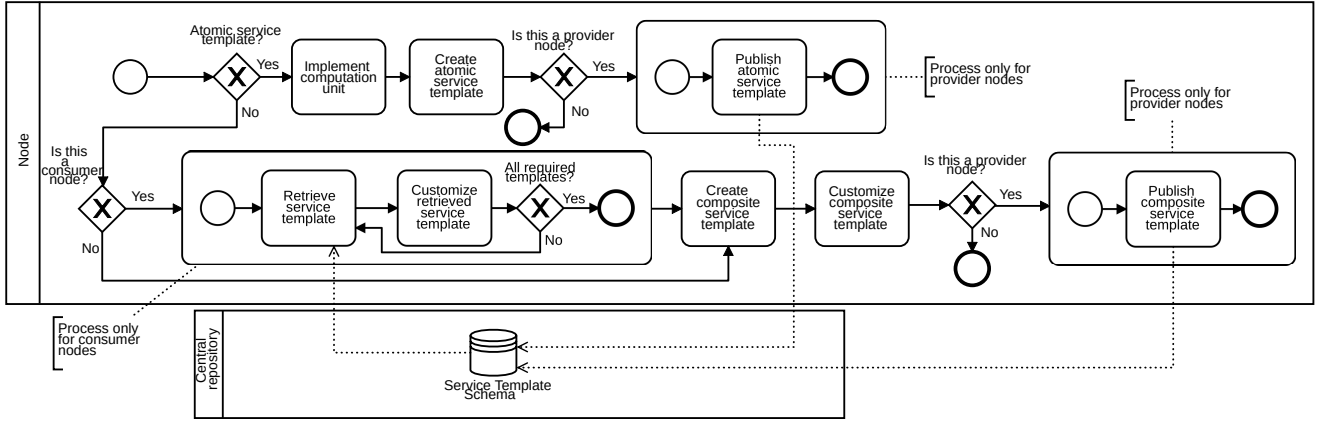 Node
Atomic service
template?
Yes
No
Implement
computation
unit
Create
atomic
service
template
Is this a provider
node?
Yes
No
Publish
atomic
service
template
Process only for
provider nodes
Process only for
provider nodes
Is this
a
consumer
node?
Yes
No
Retrieve
service
template
Customize
retrieved
service
template
All required
templates?
Yes
No
Create
composite
service
template
Customize
composite
service
template
Is this a provider
node?
Yes
No
Publish
composite
service
template
Process only
for consumer
nodes
Central
repository
Service Template
Schema